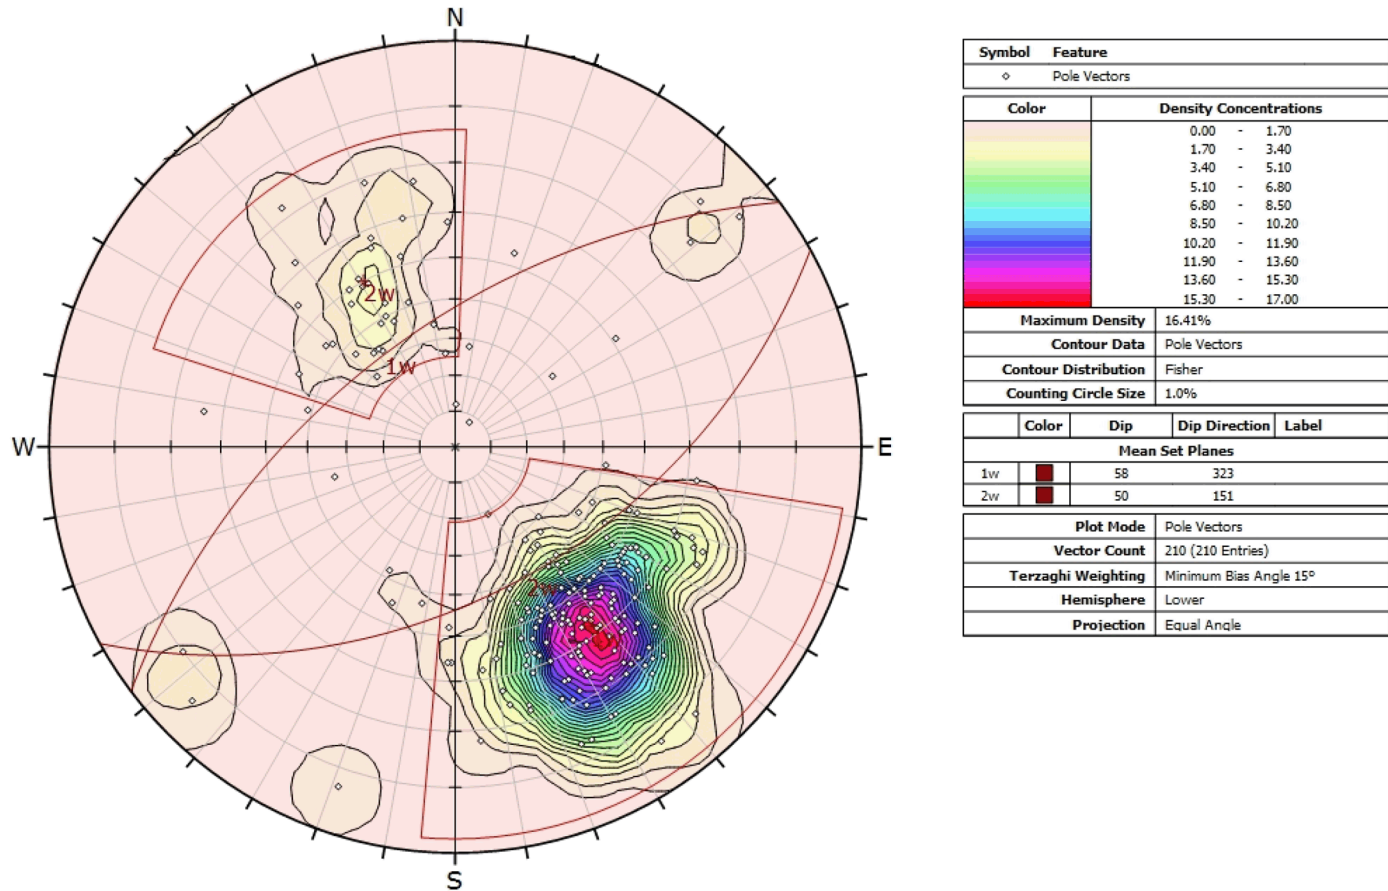 N
W
E
S
2w
1w
2w
Symbol Feature
Pole Vectors
Color Density Concentrations
0.00 - 1.70
1.70 - 3.40
3.40 - 5.10
5.10 - 6.80
6.80 - 8.50
8.50 - 10.20
10.20 - 11.90
11.90 - 13.60
13.60 - 15.30
15.30 - 17.00
Maximum Density 16.41%
Contour Data Pole Vectors
Contour Distribution Fisher
Counting Circle Size 1.0%
Color Dip Dip Direction Label
Mean Set Planes
1w 58 323
2w 50 151
Plot Mode Pole Vectors
Vector Count 210 (210 Entries)
Terzaghi Weighting Minimum Bias Angle 15º
Hemisphere Lower
Projection Equal Angle